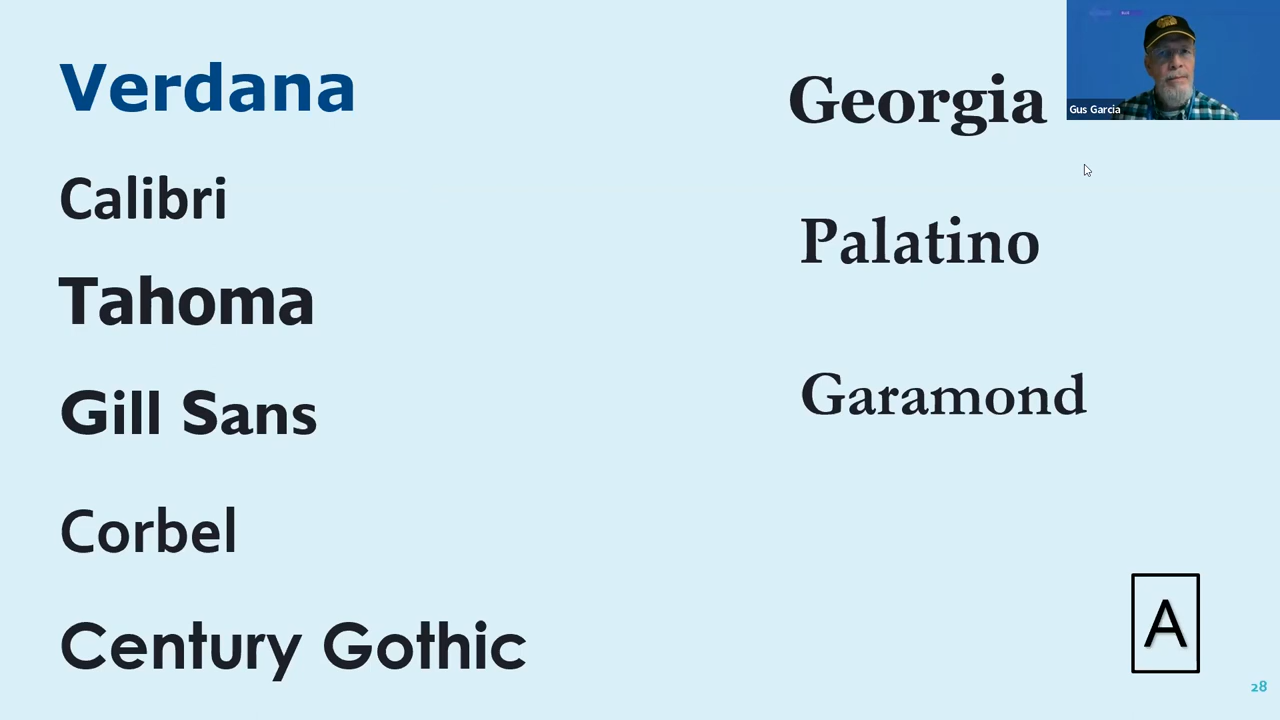 Verdana
Calibri
Tahoma
Gill Sans
Corbel
Century Gothic
Georgia
Palatino
Garamond
Gus Garcia
A
28